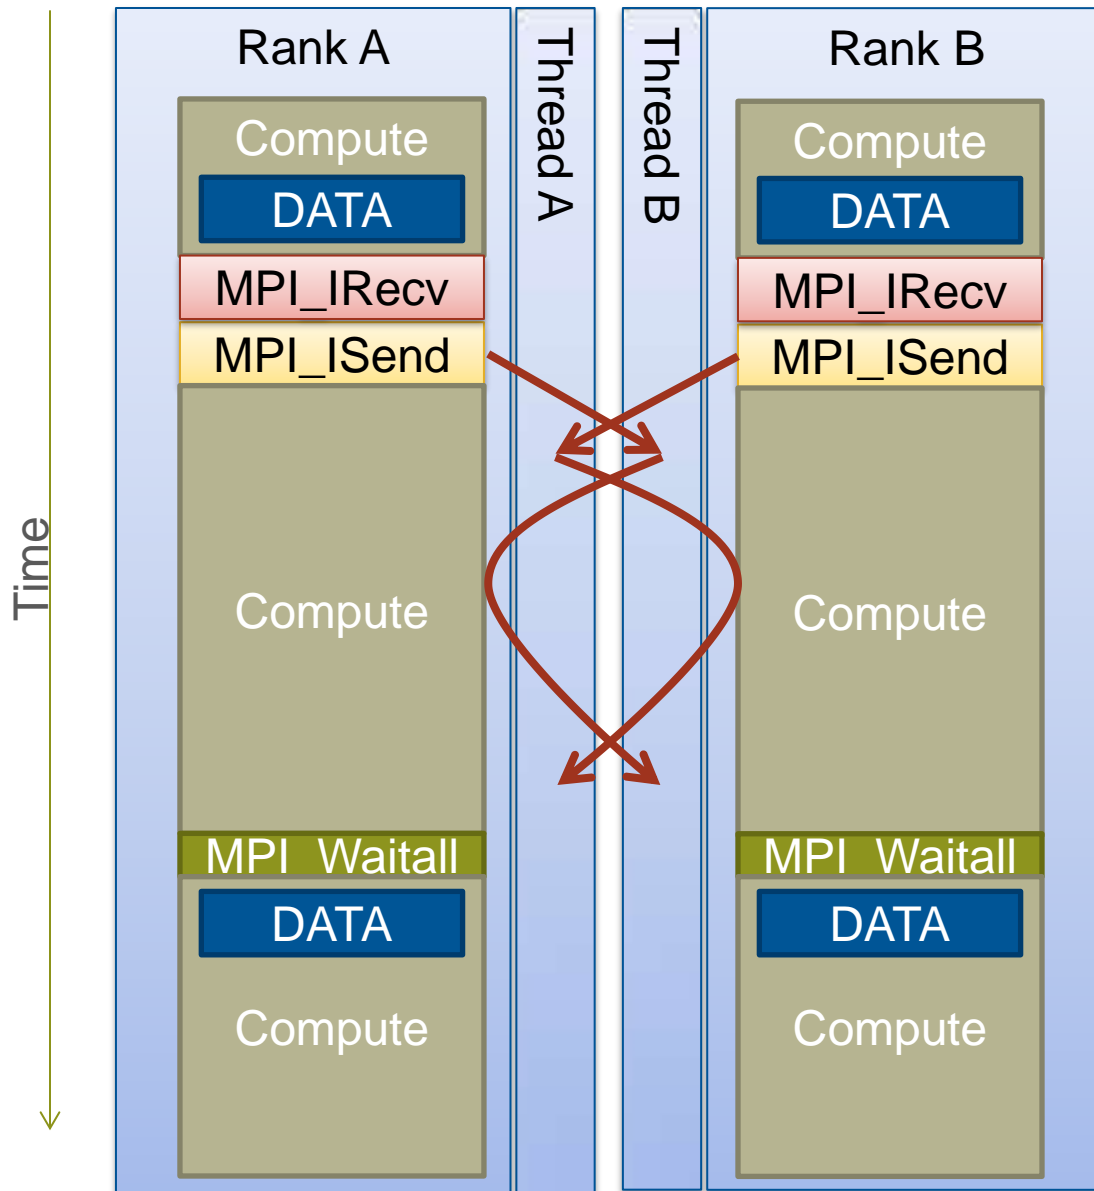 Time
Rank A
Compute
DATA
MPI_IRecv
MPI_ISend
Compute
MPI_Waitall
DATA
Compute
Thread A
Thread B
Rank B
Compute
DATA
MPI_IRecv
MPI_ISend
Compute
MPI_Waitall
DATA
Compute